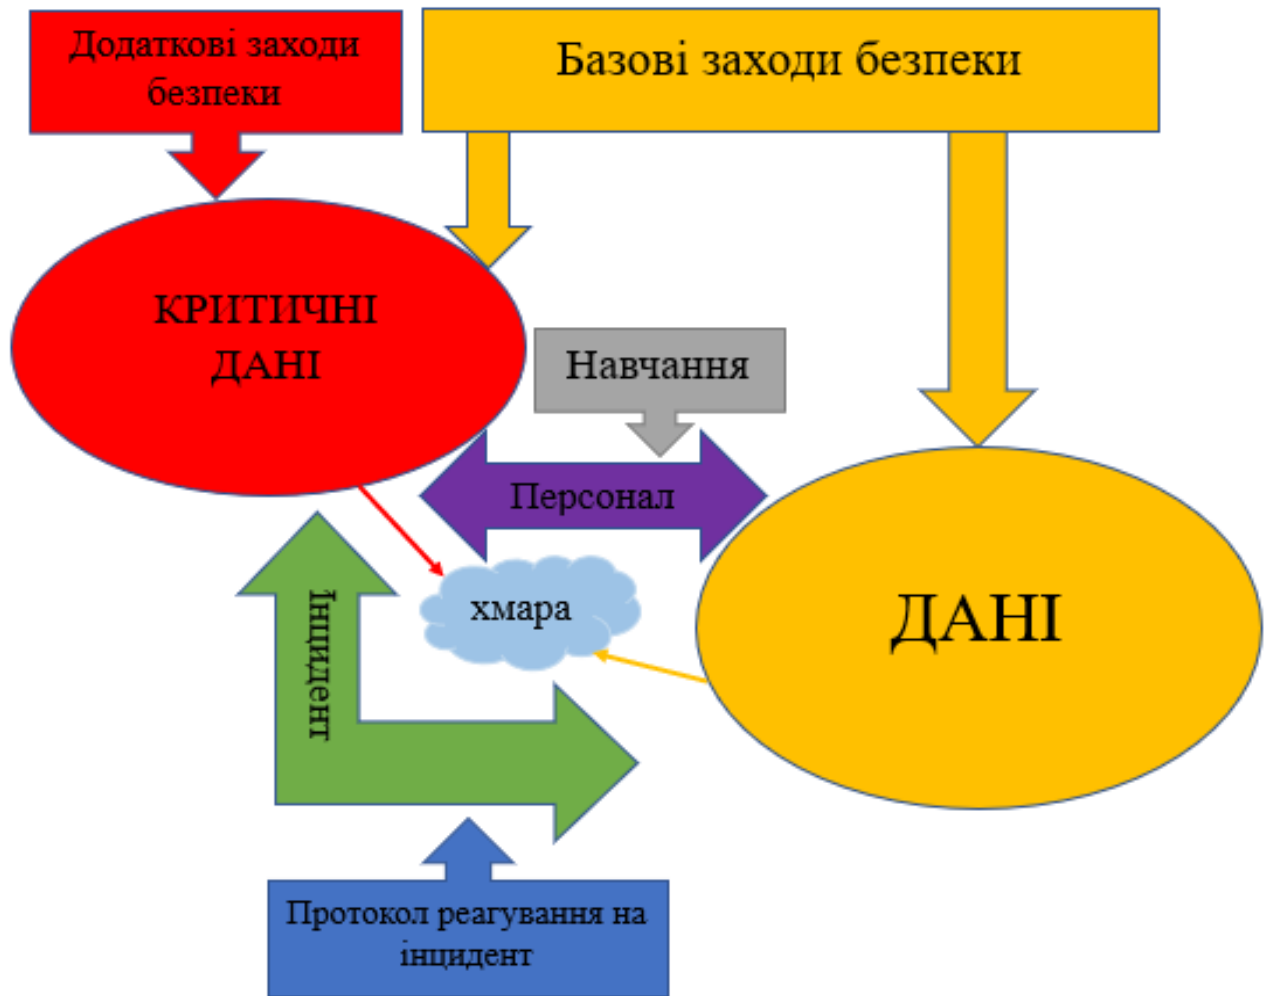 Додаткові заходи
безпеки
Базові заходи безпеки
КРИТИЧНІ
ДАНІ
Навчання
Персонал
хмара
ДАНІ
Інцидент
Протокол реагування на
інцидент